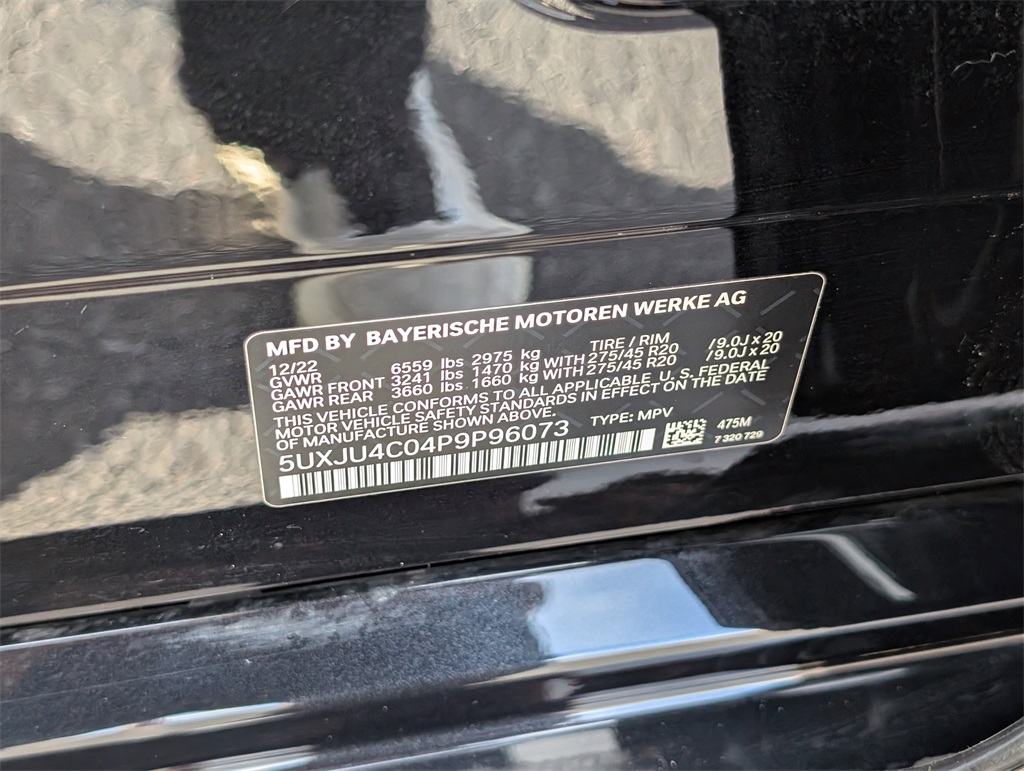 MFD BY BAYERISCHE MOTOREN WERKE AG
12/22 TIRE / RIM
GVWR 6559 lbs 2975 kg
GAWR FRONT 3241 lbs 1470 kg WITH 275/45 R20 /9.0J x 20
GAWR REAR 3660 lbs 1660 kg WITH 275/45 R20 /9.0J x 20
THIS VEHICLE CONFORMS TO ALL APPLICABLE U. S. FEDERAL
MOTOR VEHICLE SAFETY STANDARDS IN EFFECT ON THE DATE
OF MANUFACTURE SHOWN ABOVE. TYPE: MPV
5UXJU4C04P9P96073 475M
7 320 729